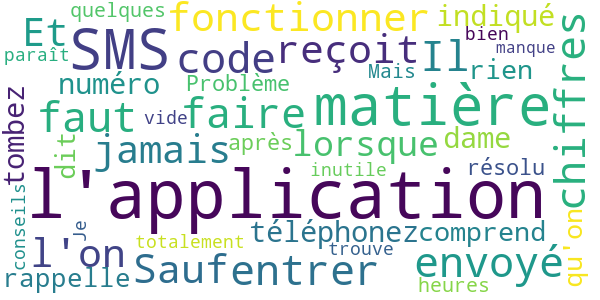 quelques
fonctionner
indiqué
Et
SMS
code
reçoit
Il
bien
manque
paraît
rien
chiffres
numéro
Problème
Mais
matière
tombez
faut
vide
faire
dit
jamais
après
lorsque
dame
résolu
inutile
l'application
conseils
Je
l'on
totalement
téléphonez
comprend
qu'on
trouve
rappelle
Sauf
entrer
envoyé
heures